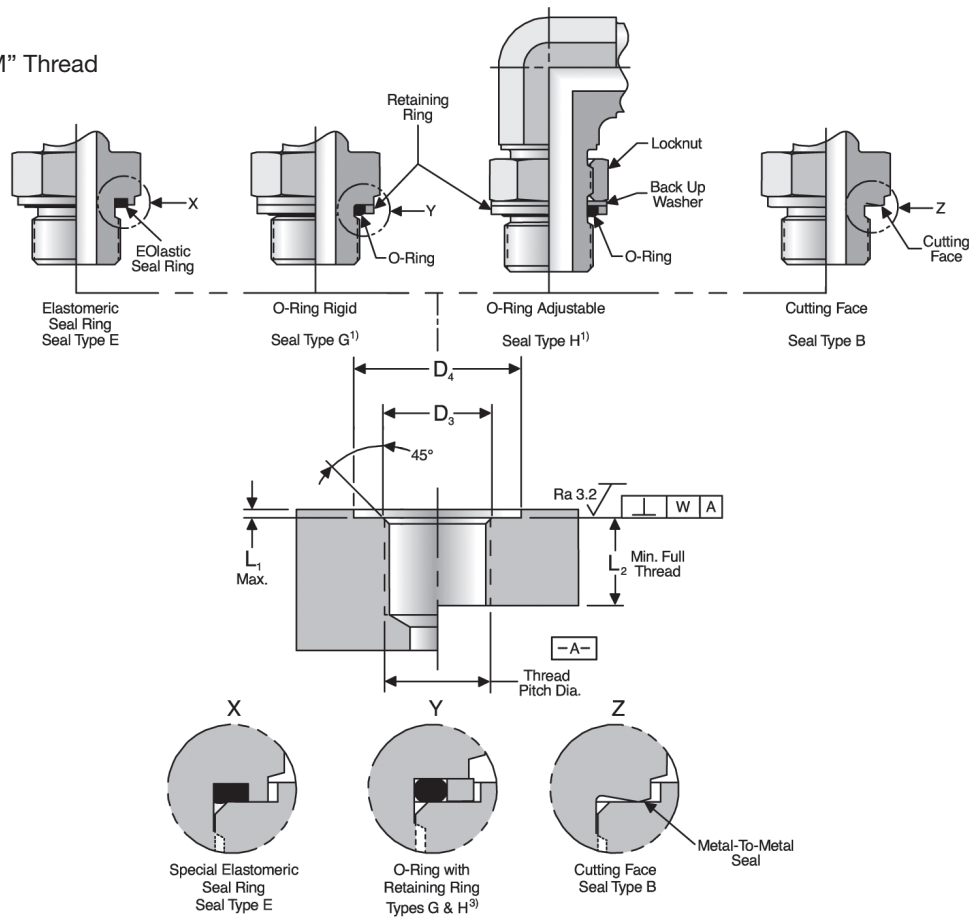 M” Thread
Retaining
Ring
Locknut
Back Up
Washer
X
EOlastic
Seal Ring
Y
O-Ring
O-Ring
Z
Cutting
Face
Elastomeric
Seal Ring
Seal Type E
O-Ring Rigid
Seal Type G1)
O-Ring Adjustable
Seal Type H1)
Cutting Face
Seal Type B
D4
D3
45°
Ra 3.2
⊥ W A
L1
Max.
L2
Min. Full
Thread
-A-
Thread
Pitch Dia.
X
Y
Z
Metal-To-Metal
Seal
Special Elastomeric
Seal Ring
Seal Type E
O-Ring with
Retaining Ring
Types G & H3)
Cutting Face
Seal Type B